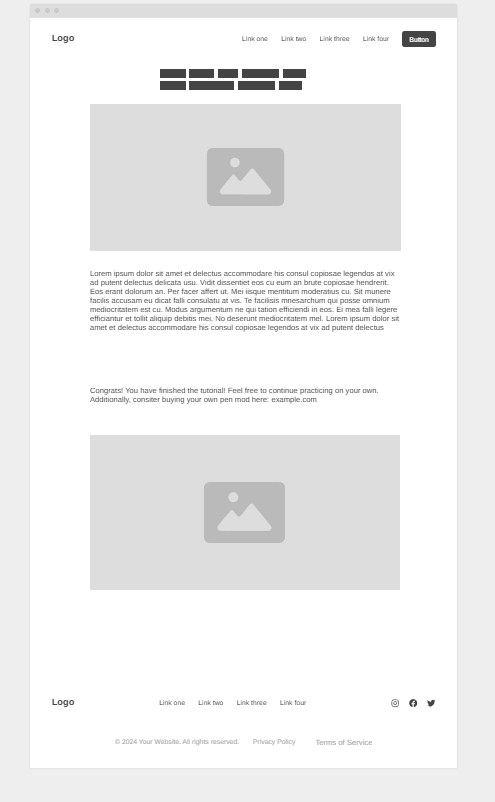 Logo
Link one Link two Link three Link four Button
Lorem ipsum dolor sit amet et delectus accommodare his consul copiosae legendos at vix
ad putent delectus delicata usu. Vidit dissentiet eos cu eum an brute copiosae hendrerit.
Eos erant dolorum an. Per facer affert ut. Mei iisque mentitum moderatius cu. Sit munere
facilis accusam eu dicat falli consulatu at vis. Te facilisis mnesarchum qui posse omnium
mediocritatem est cu. Modus argumentum ne qui tation efficiendi in eos. Ei mea falli legere
efficiantur et tollit aliquip debitis mei. No deserunt mediocritatem mel. Lorem ipsum dolor sit
amet et delectus accommodare his consul copiosae legendos at vix ad putent delectus
Congrats! You have finished the tutorial! Feel free to continue practicing on your own.
Additionally, consiter buying your own pen mod here: example.com
Logo
Link one Link two Link three Link four
© 2024 Your Website. All rights reserved. Privacy Policy Terms of Service